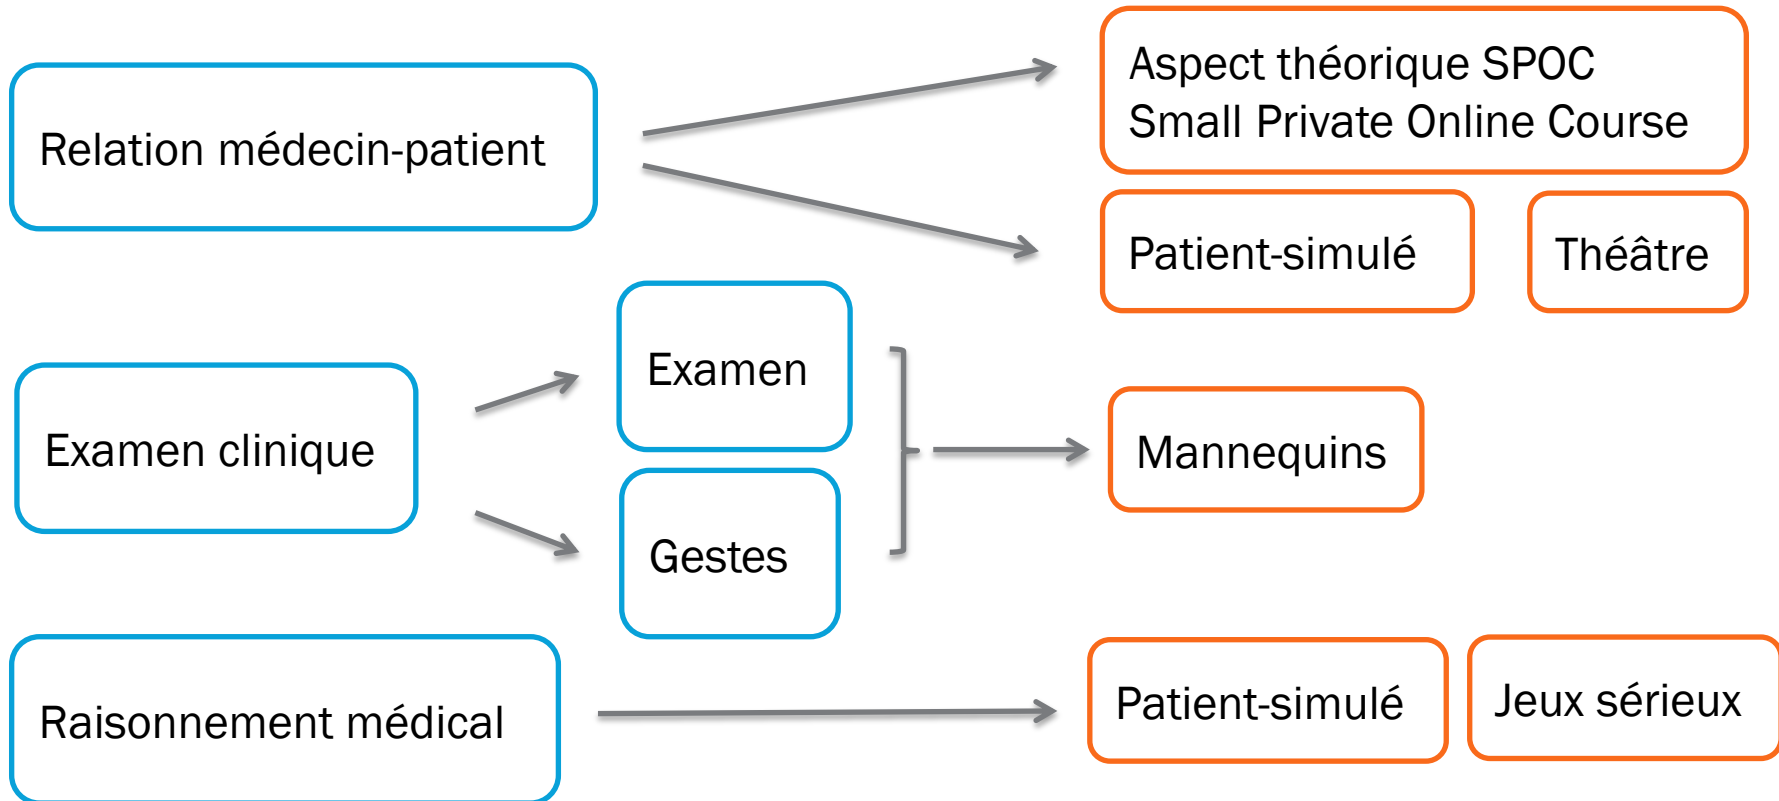 Relation médecin-patient
Aspect théorique SPOC
Small Private Online Course
Patient-simulé
Théâtre
Examen clinique
Examen
Gestes
Mannequins
Raisonnement médical
Patient-simulé
Jeux sérieux